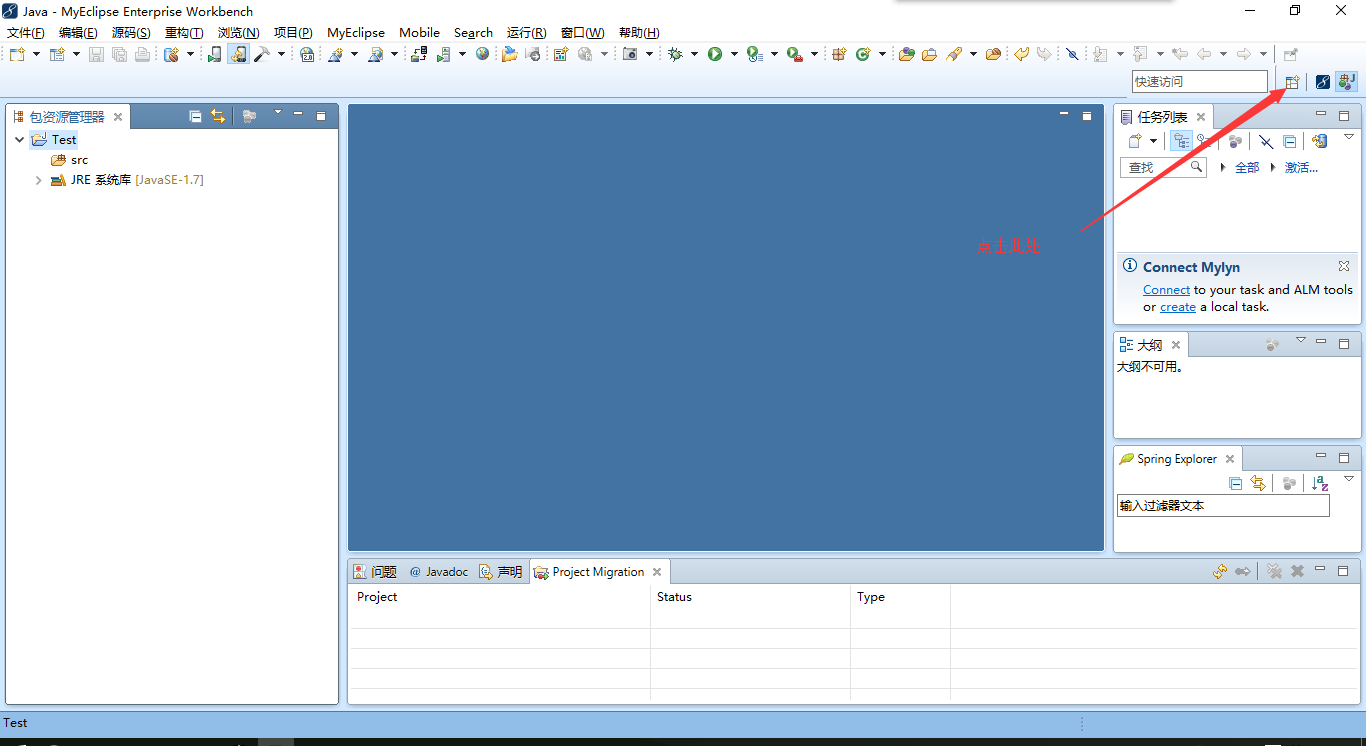 Java - MyEclipse Enterprise Workbench
文件(F) 编辑(E) 源码(S) 重构(T) 浏览(N) 项目(P) MyEclipse Mobile Search 运行(R) 窗口(W) 帮助(H)
快速访问
包资源管理器
Test
src
JRE 系统库 [JavaSE-1.7]
点击此处
任务列表
查找 全部 激活...
Connect Mylyn
Connect to your task and ALM tools
or create a local task.
大纲
大纲不可用。
Spring Explorer
输入过滤器文本
问题 @ Javadoc 声明 Project Migration
Project Status Type
Test